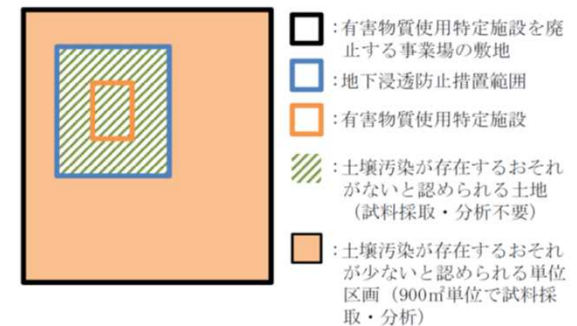 :有害物質使用特定施設を廃
止する事業場の敷地
:地下浸透防止措置範囲
:有害物質使用特定施設
:土壌汚染が存在するおそれ
がないと認められる土地
（試料採取・分析不要）
:土壌汚染が存在するおそれ
が少ないと認められる単位
区画（900㎡単位で試料採
取・分析）